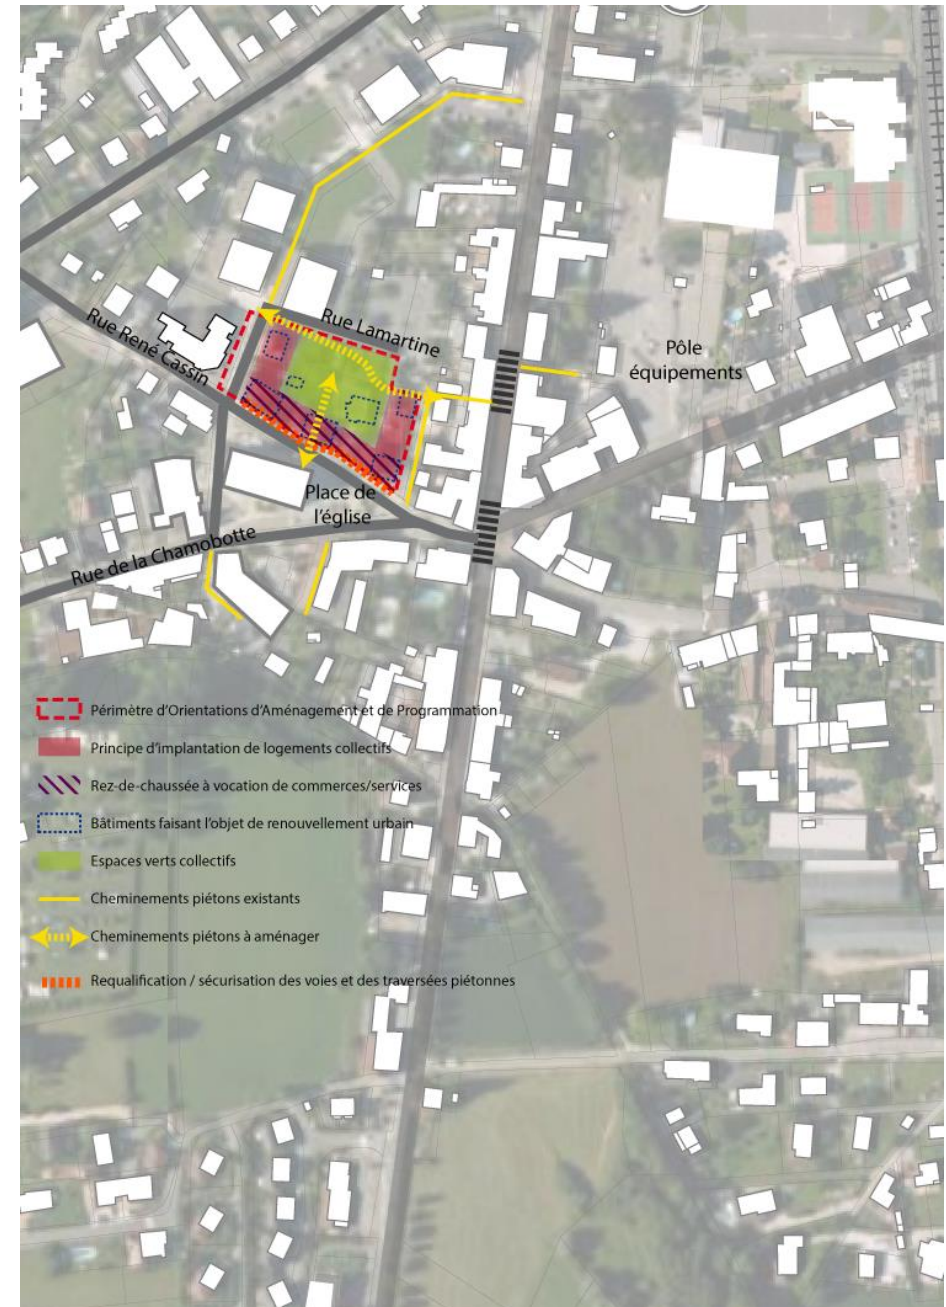 Rue Lamartine
Rue René Cassin
Pôle
équipements
Place de
l'église
Rue de la Chamobotte
Périmètre d'Orientations d'Aménagement et de Programmation
Principe d'implantation de logements collectifs
Rez-de-chaussée à vocation de commerces/services
Bâtiments faisant l'objet de renouvellement urbain
Espaces verts collectifs
Cheminements piétons existants
Cheminements piétons à aménager
Requalification / sécurisation des voies et des traversées piétonnes